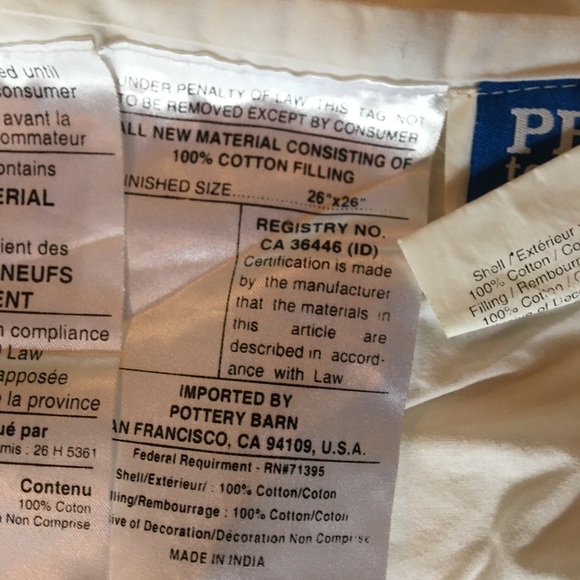 ed until
consumer
avant la
ommateur
ontains
ERIAL
ient des
NEUFS
ENT
n compliance
Law
apposée
la province
ué par
mis : 26 H 5361
Contenu
100% Coton
n Non Comprise
UNDER PENALTY OF LAW THIS TAG NOT
TO BE REMOVED EXCEPT BY CONSUMER
ALL NEW MATERIAL CONSISTING OF
100% COTTON FILLING
INISHED SIZE.................... 26"x26"
REGISTRY NO.
CA 36446 (ID)
Certification is made
by the manufacturer
that the materials in
this article are
described in accord-
ance with Law
IMPORTED BY
POTTERY BARN
AN FRANCISCO, CA 94109, U.S.A.
Federal Requirment - RN#71395
Shell/Extérieur/ : 100% Cotton/Coton
lling/Rembourrage : 100% Cotton/Coton
ive of Decoration/Décoration Non Comprise
MADE IN INDIA
Shell / Extérieur
100% Cotton / Co
Filling / Rembourr
100% Cotton / C
ve of Decor